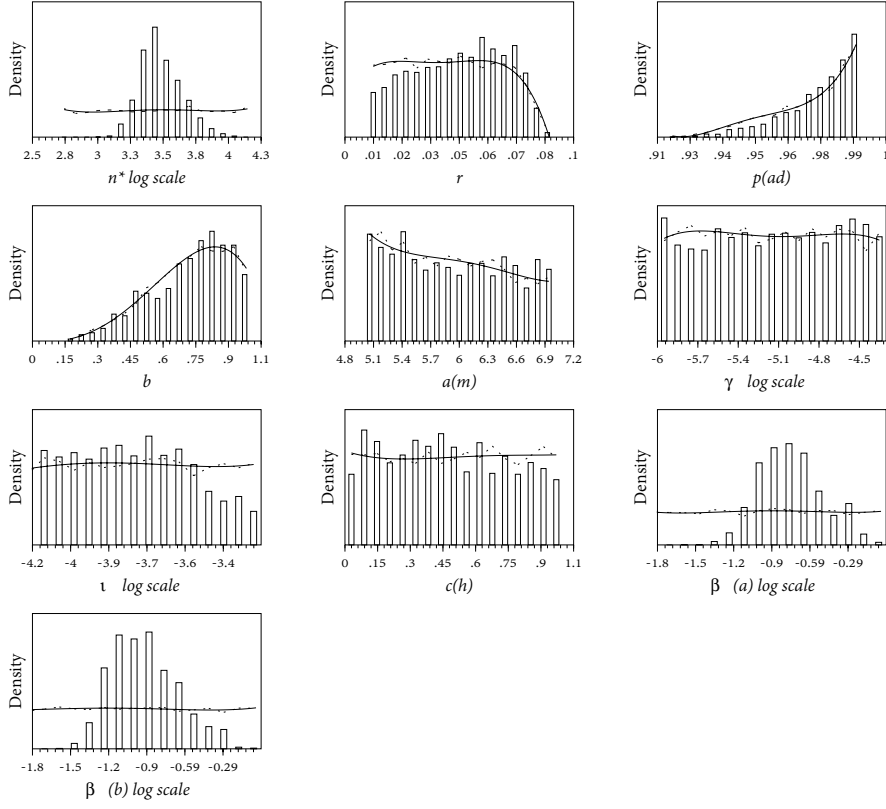 Density
2.5 2.8 3.3 3.3 3.8 4 4.3
n* log scale
Density
0 .01 .02 .03 .05 .06 .07 .08 .1
r
Density
.91 .93 .94 .95 .96 .98 .99 1
p(ad)
Density
0 .15 .3 .45 .6 .75 .9 1.1
b
Density
4.8 5.1 5.4 5.7 6 6.3 6.6 6.9 7.2
a(m)
Density
-6 -5.7 -5.4 -5.1 -4.8 -4.5
γ log scale
Density
-4.2 -4 -3.9 -3.7 -3.6 -3.4
ι log scale
Density
0 .15 .3 .45 .6 .75 .9 1.1
c(h)
Density
-1.8 -1.5 -1.2 -0.9 -0.59 -0.29
β (a) log scale
Density
-1.8 -1.5 -1.2 -0.9 -0.59 -0.29
β (b) log scale